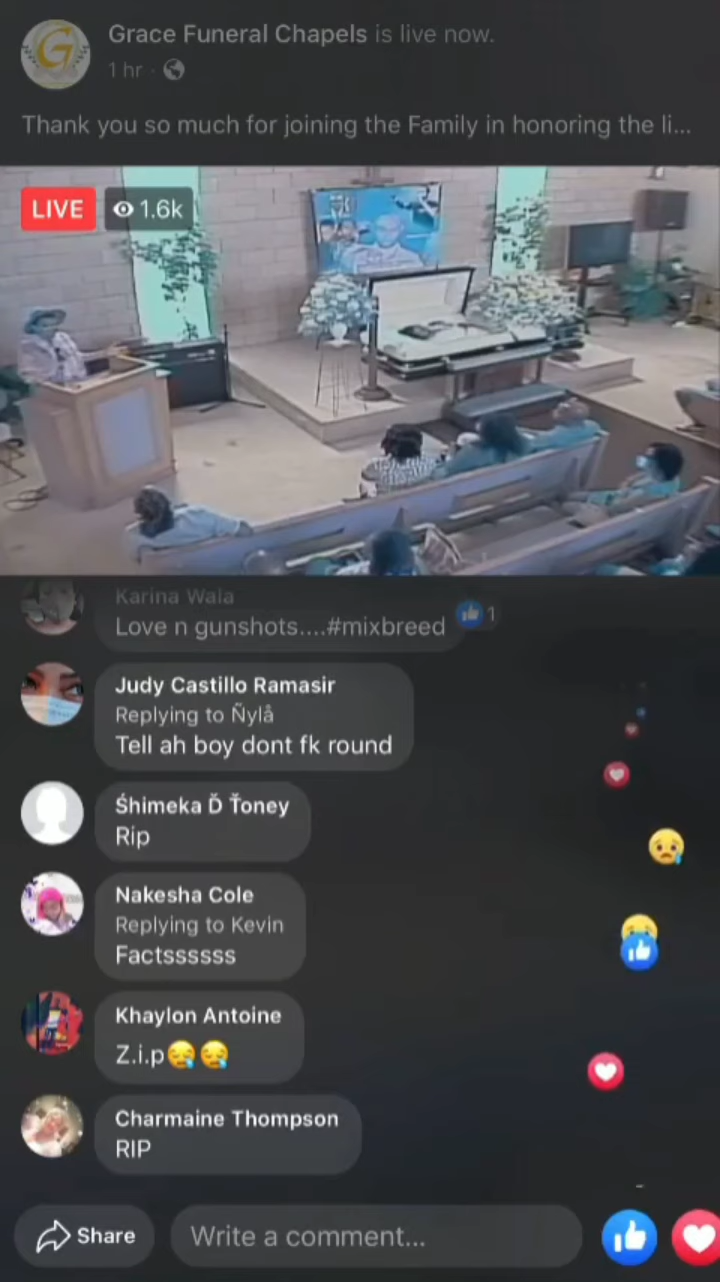 G
Grace Funeral Chapels is live now.
1 hr ·
Thank you so much for joining the Family in honoring the li...
LIVE 1.6k
Karina Wala
Love n gunshots....#mixbreed 1
Judy Castillo Ramasir
Replying to Ñylå
Tell ah boy dont fk round
Śhimeka Ď Ťoney
Rip
Nakesha Cole
Replying to Kevin
Factssssss
Khaylon Antoine
Z.i.p😪😪
Charmaine Thompson
RIP
Share
Write a comment...